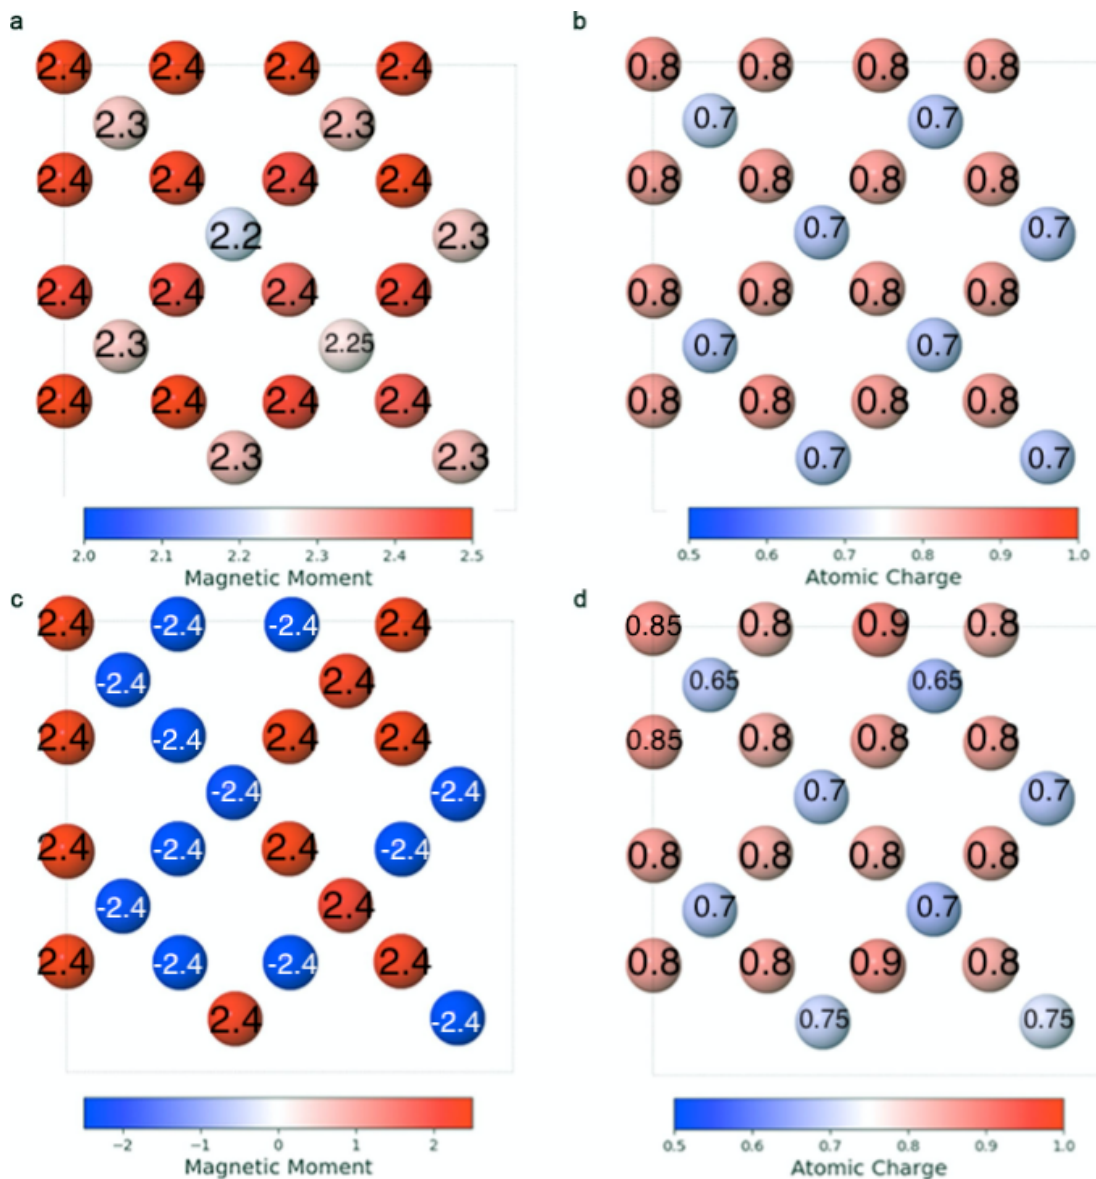 a
2.4 2.4 2.4 2.4
2.3 2.3
2.4 2.4 2.4 2.4
2.2 2.3
2.4 2.4 2.4 2.4
2.3 2.25
2.4 2.4 2.4 2.4
2.3 2.3
2.0 2.1 2.2 2.3 2.4 2.5
Magnetic Moment
b
0.8 0.8 0.8 0.8
0.7 0.7
0.8 0.8 0.8 0.8
0.7 0.7
0.8 0.8 0.8 0.8
0.7 0.7
0.8 0.8 0.8 0.8
0.7 0.7
0.5 0.6 0.7 0.8 0.9 1.0
Atomic Charge
c
2.4 -2.4 -2.4 2.4
-2.4 2.4
2.4 -2.4 2.4 2.4
-2.4 -2.4
2.4 -2.4 2.4 -2.4
-2.4 2.4
2.4 -2.4 -2.4 2.4
2.4 -2.4
−2 −1 0 1 2
Magnetic Moment
d
0.85 0.8 0.9 0.8
0.65 0.65
0.85 0.8 0.8 0.8
0.7 0.7
0.8 0.8 0.8 0.8
0.7 0.7
0.8 0.8 0.9 0.8
0.75 0.75
0.5 0.6 0.7 0.8 0.9 1.0
Atomic Charge